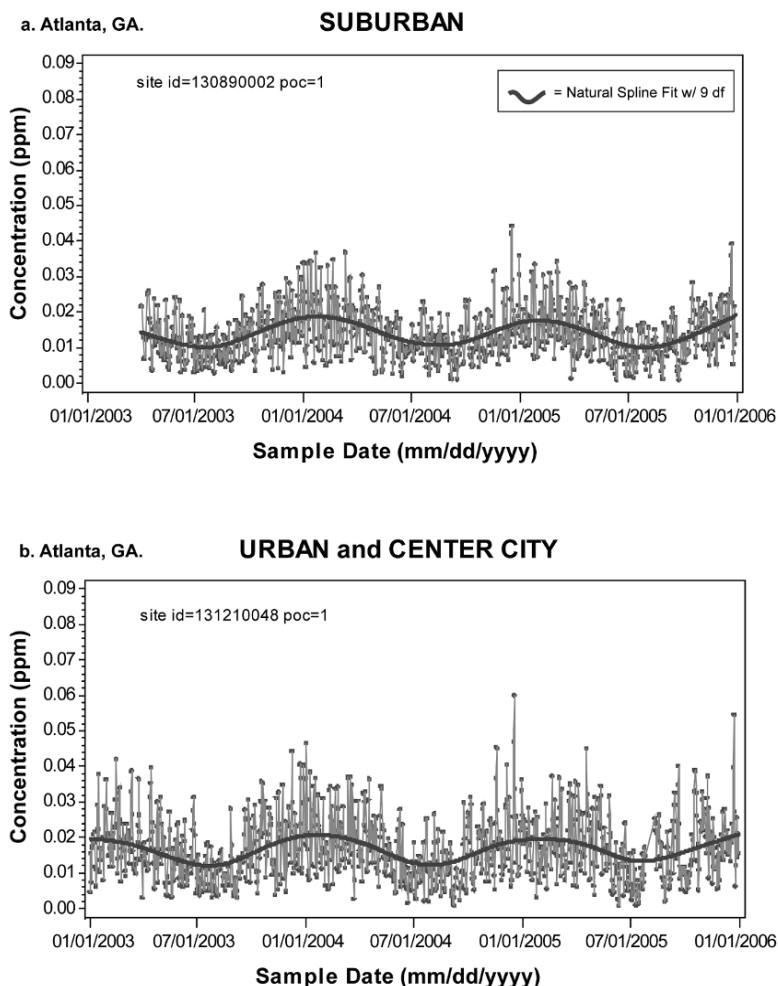 a. Atlanta, GA. SUBURBAN
site id=130890002 poc=1
= Natural Spline Fit w/ 9 df
Concentration (ppm)
0.09
0.08
0.07
0.06
0.05
0.04
0.03
0.02
0.01
0.00
01/01/2003 07/01/2003 01/01/2004 07/01/2004 01/01/2005 07/01/2005 01/01/2006
Sample Date (mm/dd/yyyy)
b. Atlanta, GA. URBAN and CENTER CITY
site id=131210048 poc=1
Concentration (ppm)
0.09
0.08
0.07
0.06
0.05
0.04
0.03
0.02
0.01
0.00
01/01/2003 07/01/2003 01/01/2004 07/01/2004 01/01/2005 07/01/2005 01/01/2006
Sample Date (mm/dd/yyyy)